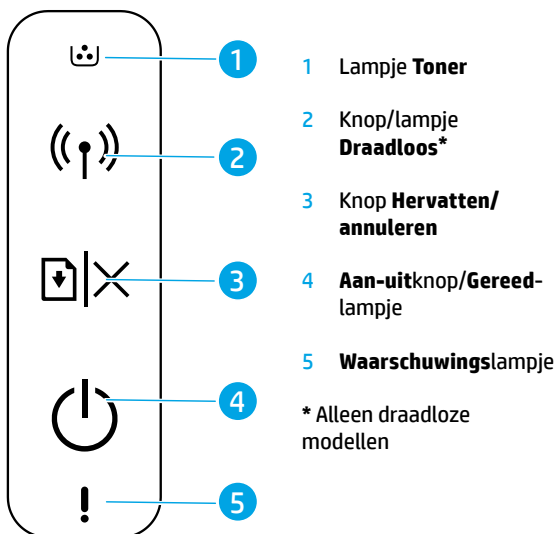 1 Lampje Toner
2 Knop/lampje
Draadloos*
3 Knop Hervatten/
annuleren
4 Aan-uitknop/Gereed-
lampje
5 Waarschuwingslampje
* Alleen draadloze
modellen
1
2
3
4
5